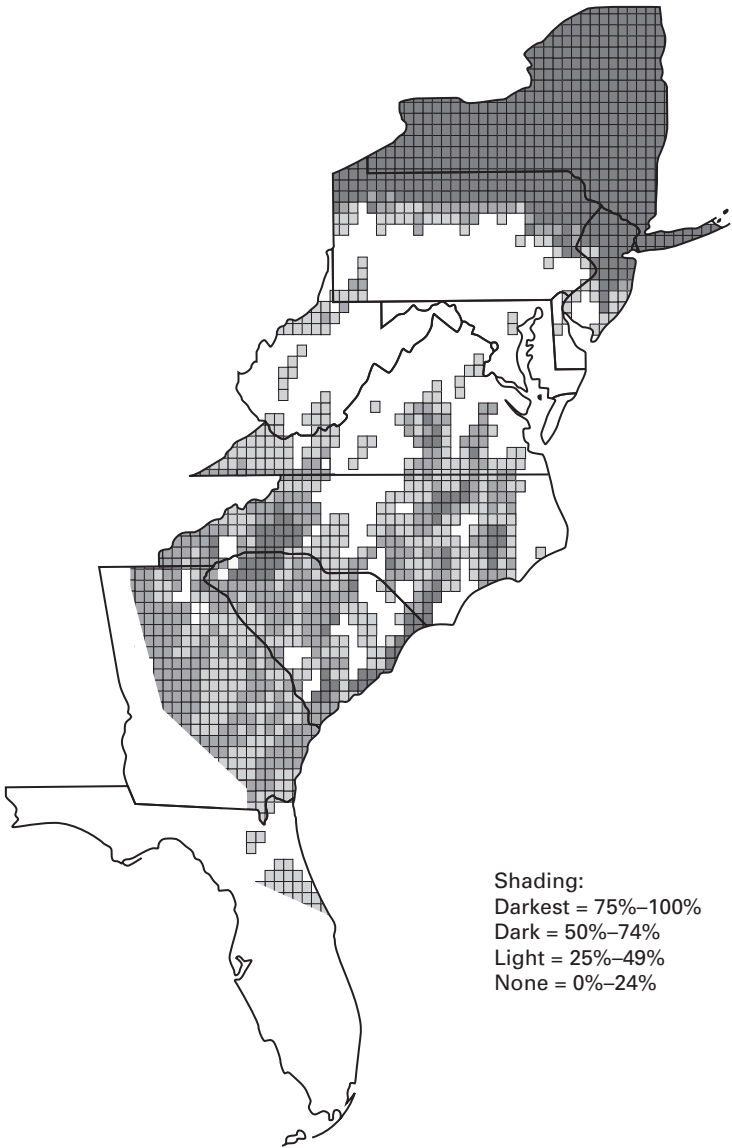 Shading:
Darkest = 75%–100%
Dark = 50%–74%
Light = 25%–49%
None = 0%–24%